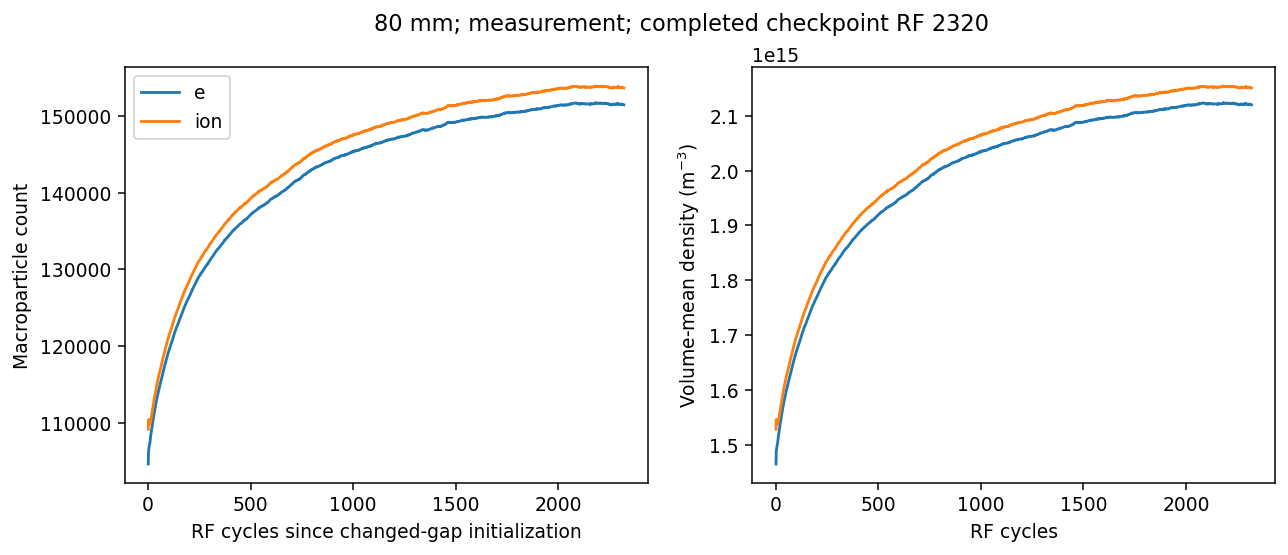 80 mm; measurement; completed checkpoint RF 2320
Macroparticle count
150000
140000
130000
120000
110000
e
ion
0
500
1000
1500
2000
RF cycles since changed-gap initialization
1e15
Volume-mean density (m⁻³)
2.1
2.0
1.9
1.8
1.7
1.6
1.5
0
500
1000
1500
2000
RF cycles